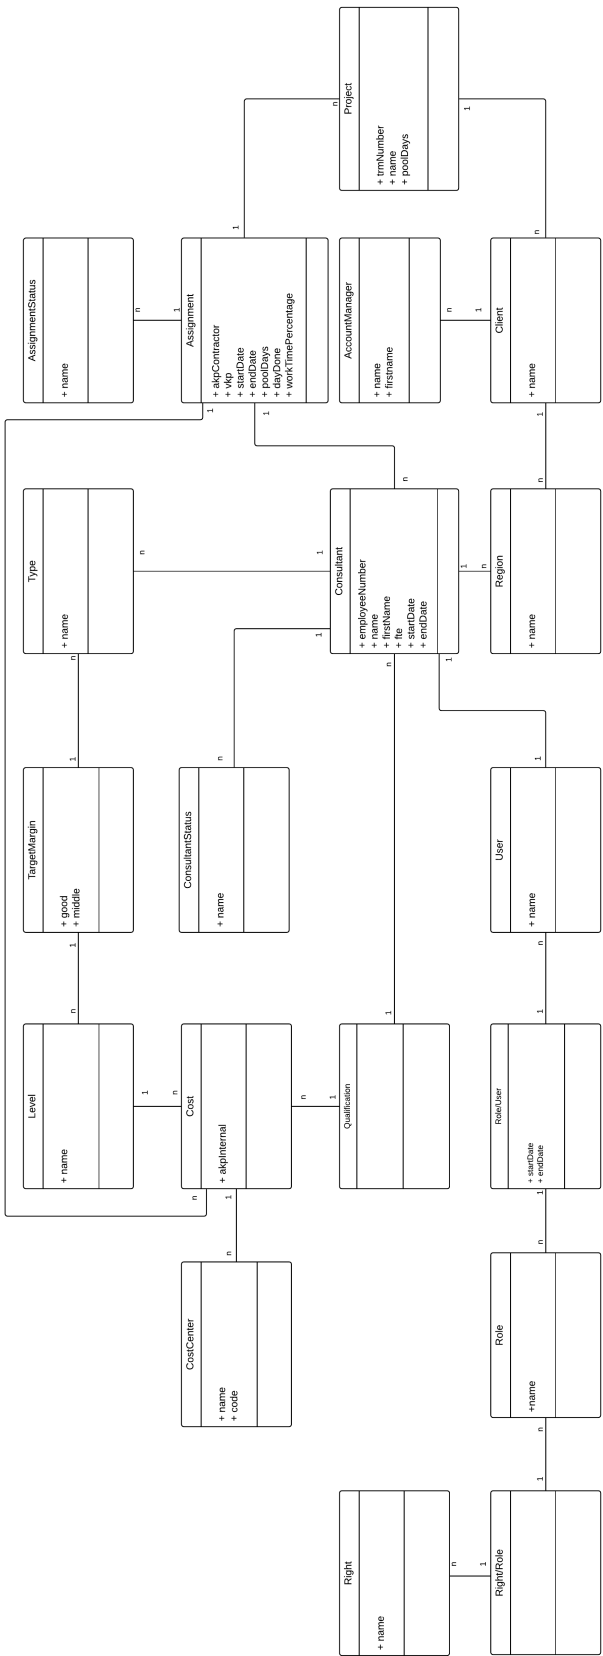 Level
+ name
n
1
TargetMargin
+ good
+ middle
1
n
Type
+ name
AssignmentStatus
+ name
1
n
n
1
n
1
CostCenter
+ name
+ code
n
1
Cost
+ akpInternal
n
1
ConsultantStatus
+ name
n
1
Assignment
+ akpContractor
+ vkp
+ startDate
+ endDate
+ poolDays
+ dayDone
+ workTimePercentage
1
n
1
n
n
1
Right
+ name
Qualification
1
n
Consultant
+ employeeNumber
+ name
+ firstName
+ fte
+ startDate
+ endDate
AccountManager
+ name
+ firstname
Project
+ trmNumber
+ name
+ poolDays
n
1
1
1
1
n
n
1
1
n
Right/Role
1
n
Role
+name
n
1
Role/User
+ startDate
+ endDate
1
n
User
+ name
Region
+ name
n
1
Client
+ name